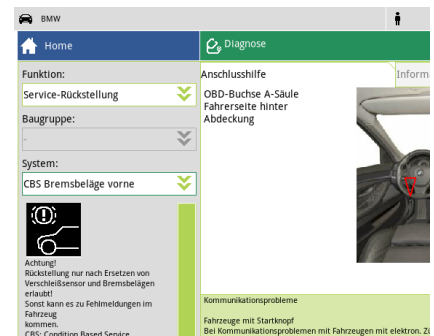 BMW
Home
Diagnose
Funktion:
Service-Rückstellung
Baugruppe:
-
System:
CBS Bremsbeläge vorne
Achtung!
Rückstellung nur nach Ersetzen von
Verschleißsensor und Bremsbelägen
erlaubt!
Sonst kann es zu Fehlmeldungen im
Fahrzeug
kommen.
CBS: Condition Based Service
Anschlusshilfe
Inform
OBD-Buchse A-Säule
Fahrerseite hinter
Abdeckung
Kommunikationsprobleme
Fahrzeuge mit Startknopf
Bei Kommunikationsproblemen mit Fahrzeugen mit elektron.